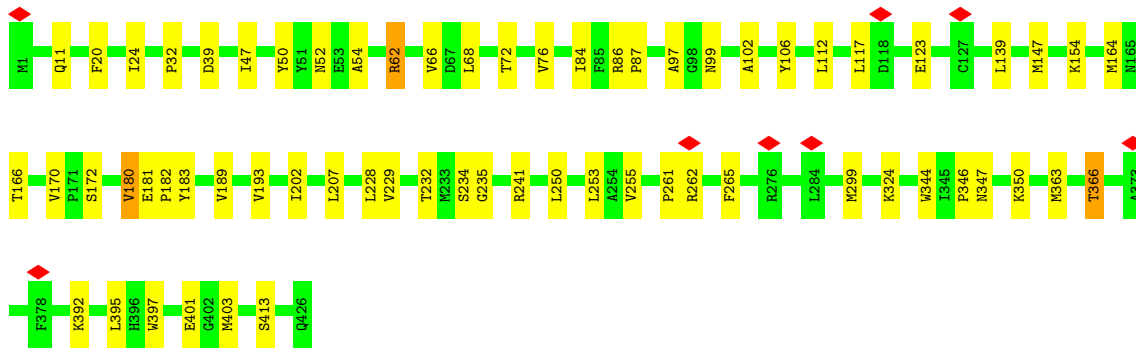 M1 Q11 F20 I24 P32 D39 I47 Y50 Y51 N52 E53 A54 R62 V66 D67 L68 T72 V76 I84 F85 R86 P87 A97 G98 N99 A102 Y106 L112 L117 D118 E123 C127 L139 M147 K154 M164 N165
T166 V170 P171 S172 V180 E181 P182 Y183 V189 V193 I202 L207 L228 V229 T232 M233 S234 G235 R241 L250 L253 A254 V255 P261 R262 F265 R276 L284 M299 K324 W344 I345 P346 N347 K350 M363 T366 A373
F378 K392 L395 H396 W397 E401 G402 M403 S413 Q426